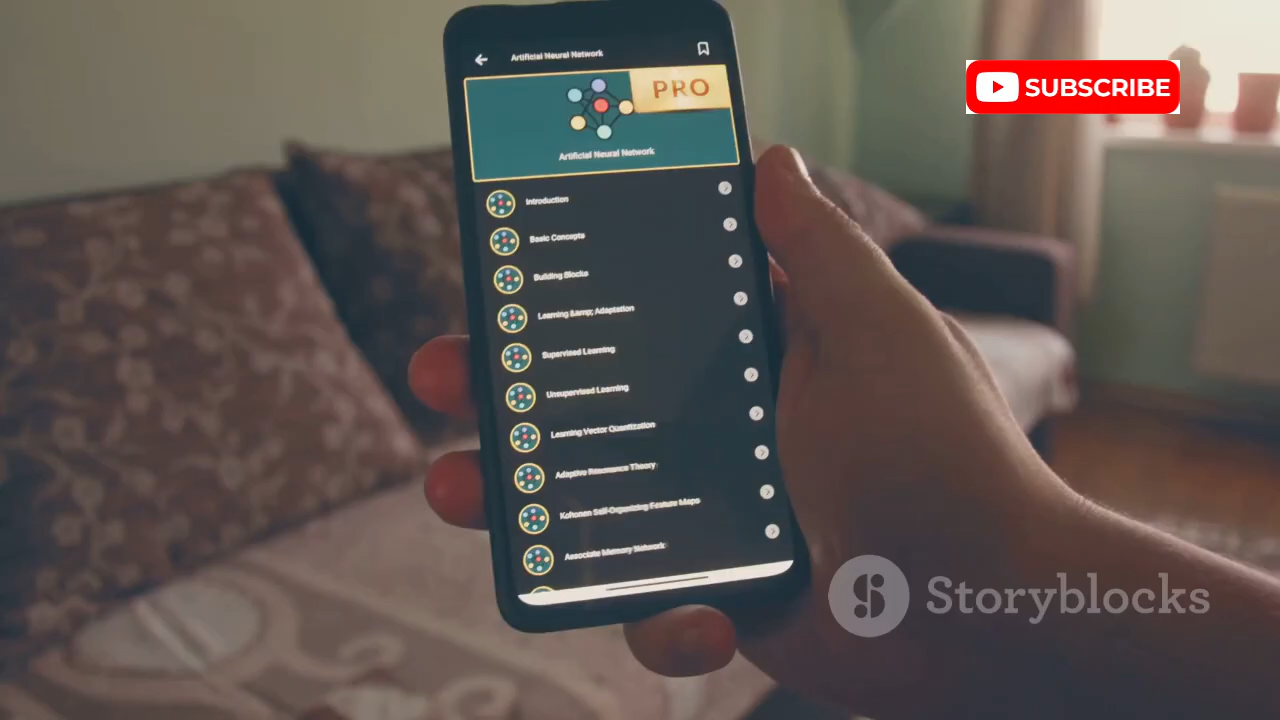 Artificial Neural Network
PRO
SUBSCRIBE
Artificial Neural Network
Introduction
Basic Concepts
Building Blocks
Learning &amp; Adaptation
Supervised Learning
Unsupervised Learning
Learning Vector Quantization
Adaptive Resonance Theory
Kohonen Self-Organizing Feature Maps
Associate Memory Network
Storyblocks